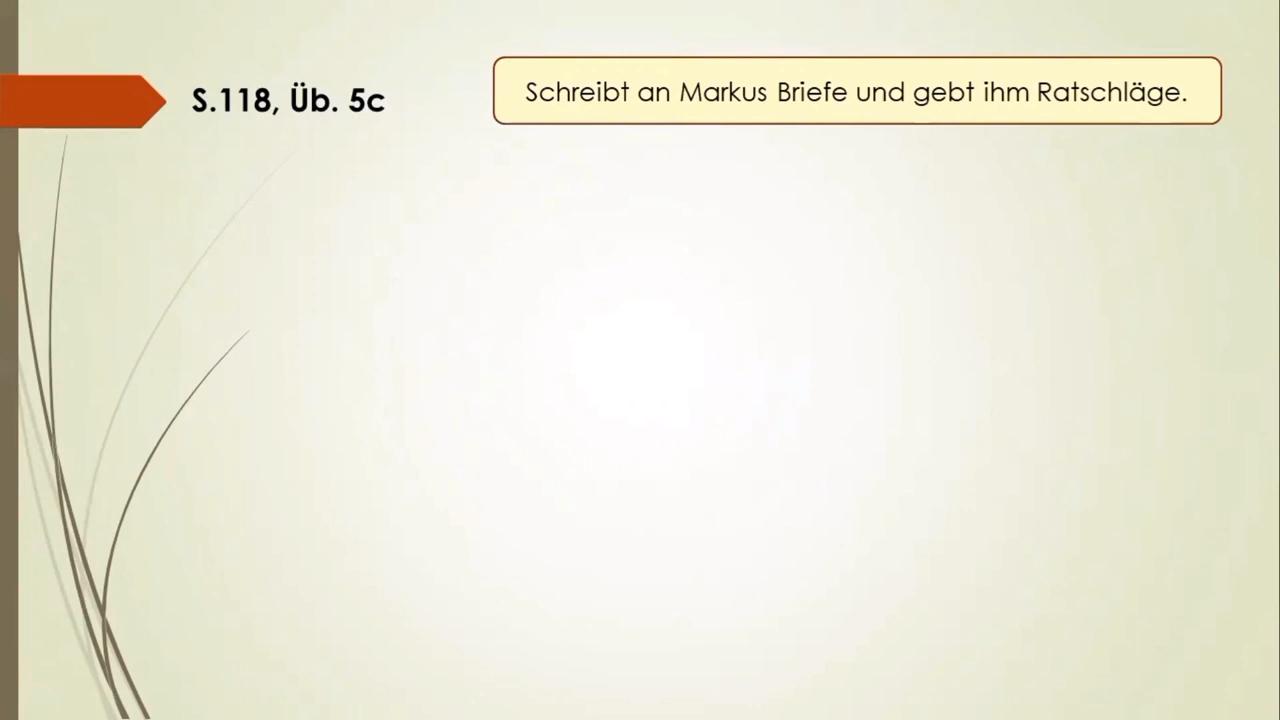 S.118, Üb. 5c
Schreibt an Markus Briefe und gebt ihm Ratschläge.